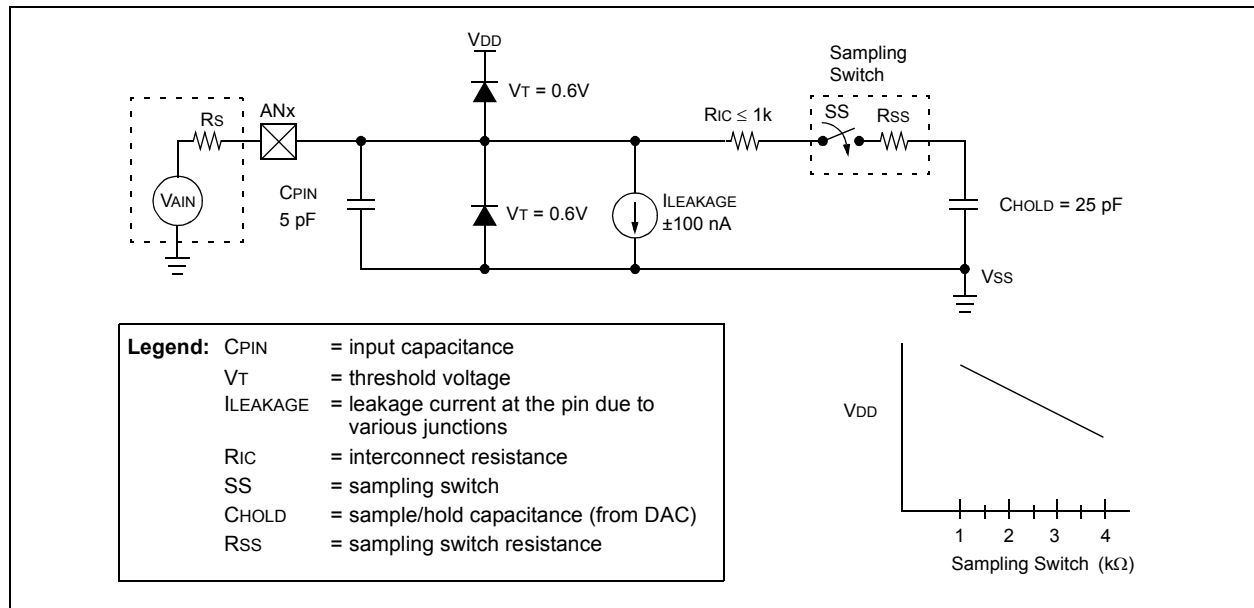 VDD
Sampling
Switch
VT = 0.6V
RS
ANx
RIC ≤ 1k
SS
RSS
VAIN
CPIN
5 pF
VT = 0.6V
ILEAKAGE
±100 nA
CHOLD = 25 pF
VSS
Legend: CPIN = input capacitance
VT = threshold voltage
ILEAKAGE = leakage current at the pin due to
various junctions
RIC = interconnect resistance
SS = sampling switch
CHOLD = sample/hold capacitance (from DAC)
RSS = sampling switch resistance
VDD
1 2 3 4
Sampling Switch (kΩ)